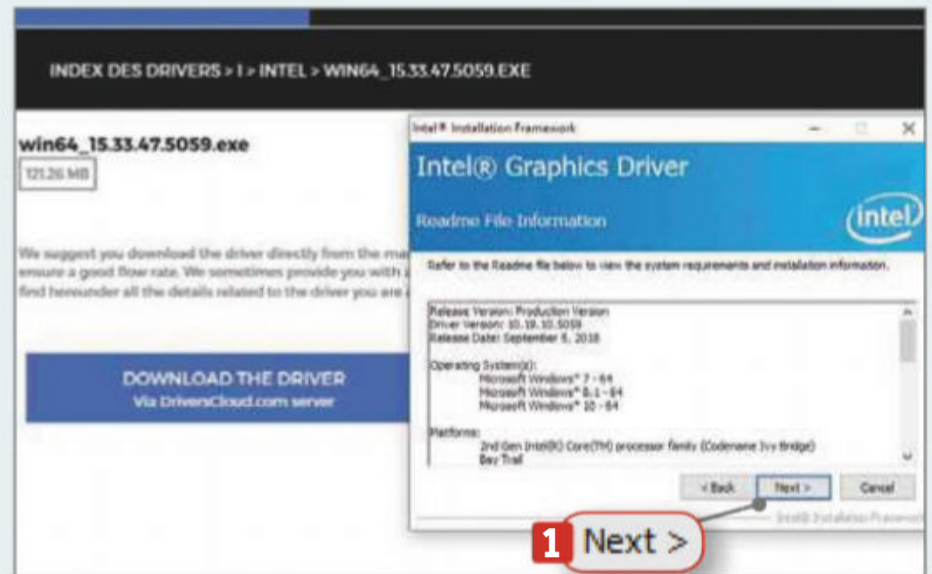 INDEX DES DRIVERS > I > INTEL > WIN64_15.33.47.5059.EXE
win64_15.33.47.5059.exe
121.26 MB
We suggest you download the driver directly from the
ensure a good flow rate. We sometimes provide you with
find hereunder all the details related to the driver you are
DOWNLOAD THE DRIVER
Via DriversCloud.com server
Intel® Installation Framework
Intel® Graphics Driver
Readme File Information
intel
Refer to the Readme file below to view the system requirements and installation information.
Release Version: Production Version
Driver Version: 10.18.10.5059
Release Date: September 5, 2018
Operating System(s):
Microsoft Windows* 7 - 64
Microsoft Windows* 8.1 - 64
Microsoft Windows* 10 - 64
Platforms:
2nd Gen Intel(R) Core(TM) processor family (Codename Ivy Bridge)
Bay Trail
< Back
Next >
Cancel
Intel® Installation
1 Next >